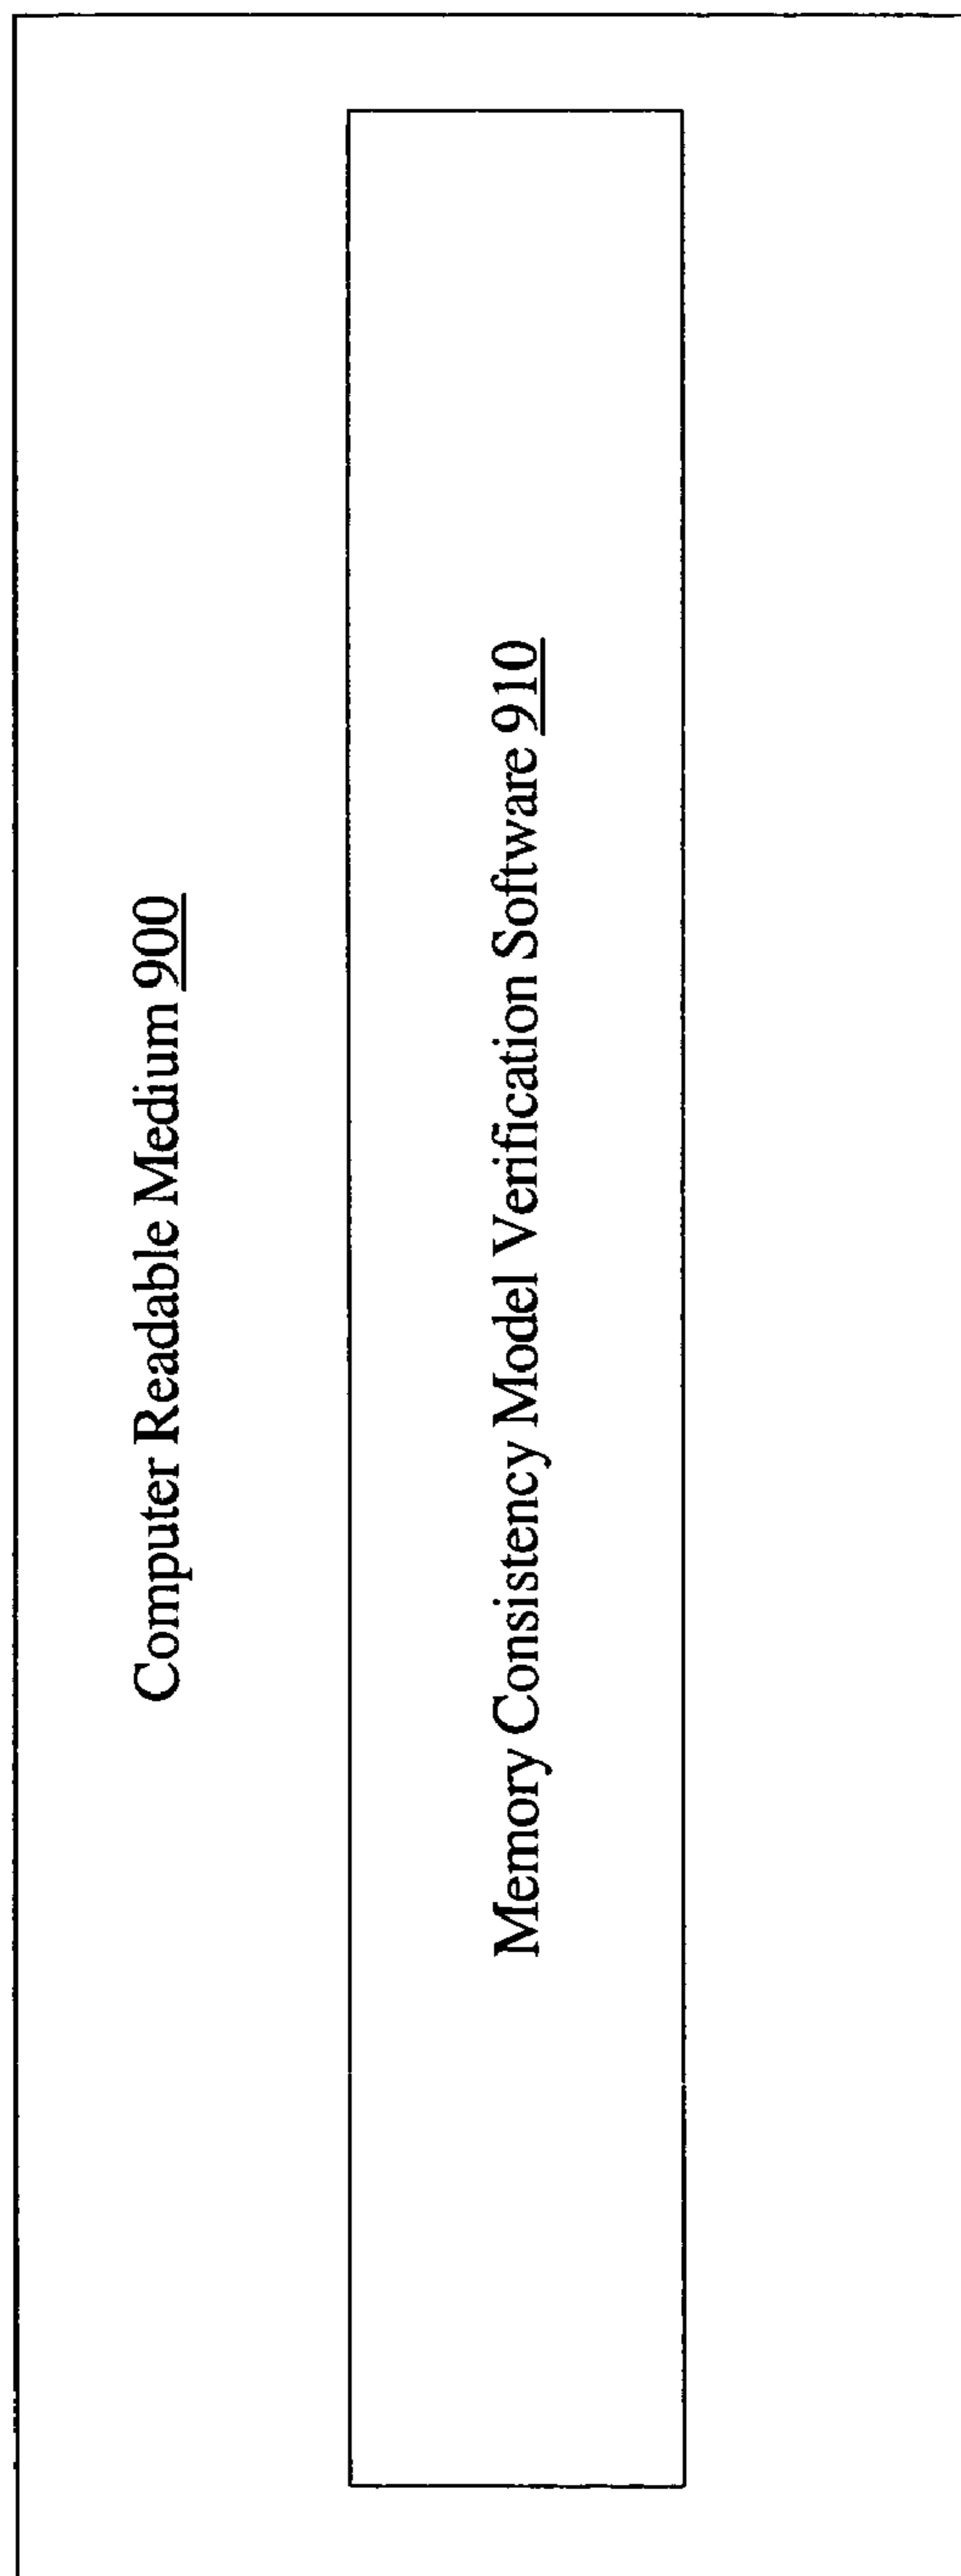 Computer Readable Medium 900
Memory Consistency Model Verification Software 910